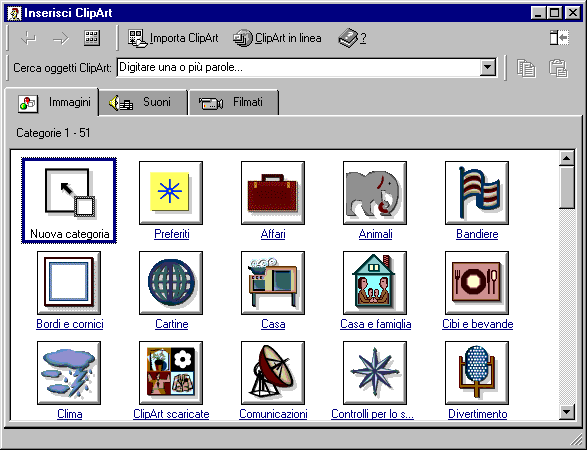 Inserisci ClipArt
Importa ClipArt ClipArt in linea ?
Cerca oggetti ClipArt: Digitare una o più parole...
Immagini Suoni Filmati
Categorie 1 - 51
Nuova categoria Preferiti Affari Animali Bandiere
Bordi e cornici Cartine Casa Casa e famiglia Cibi e bevande
Clima ClipArt scaricate Comunicazioni Controlli per lo s... Divertimento